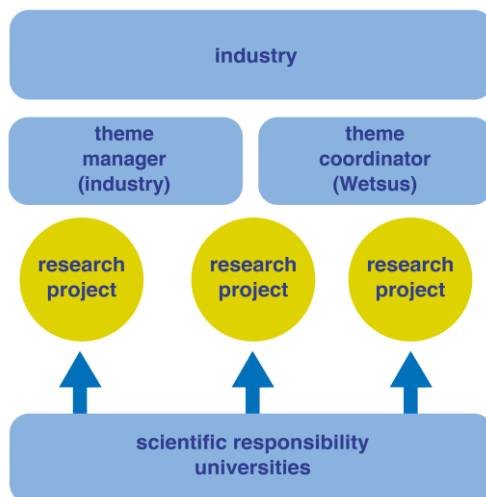 industry
theme
manager
(industry)
theme
coordinator
(Wetsus)
research
project
research
project
research
project
scientific responsibility
universities